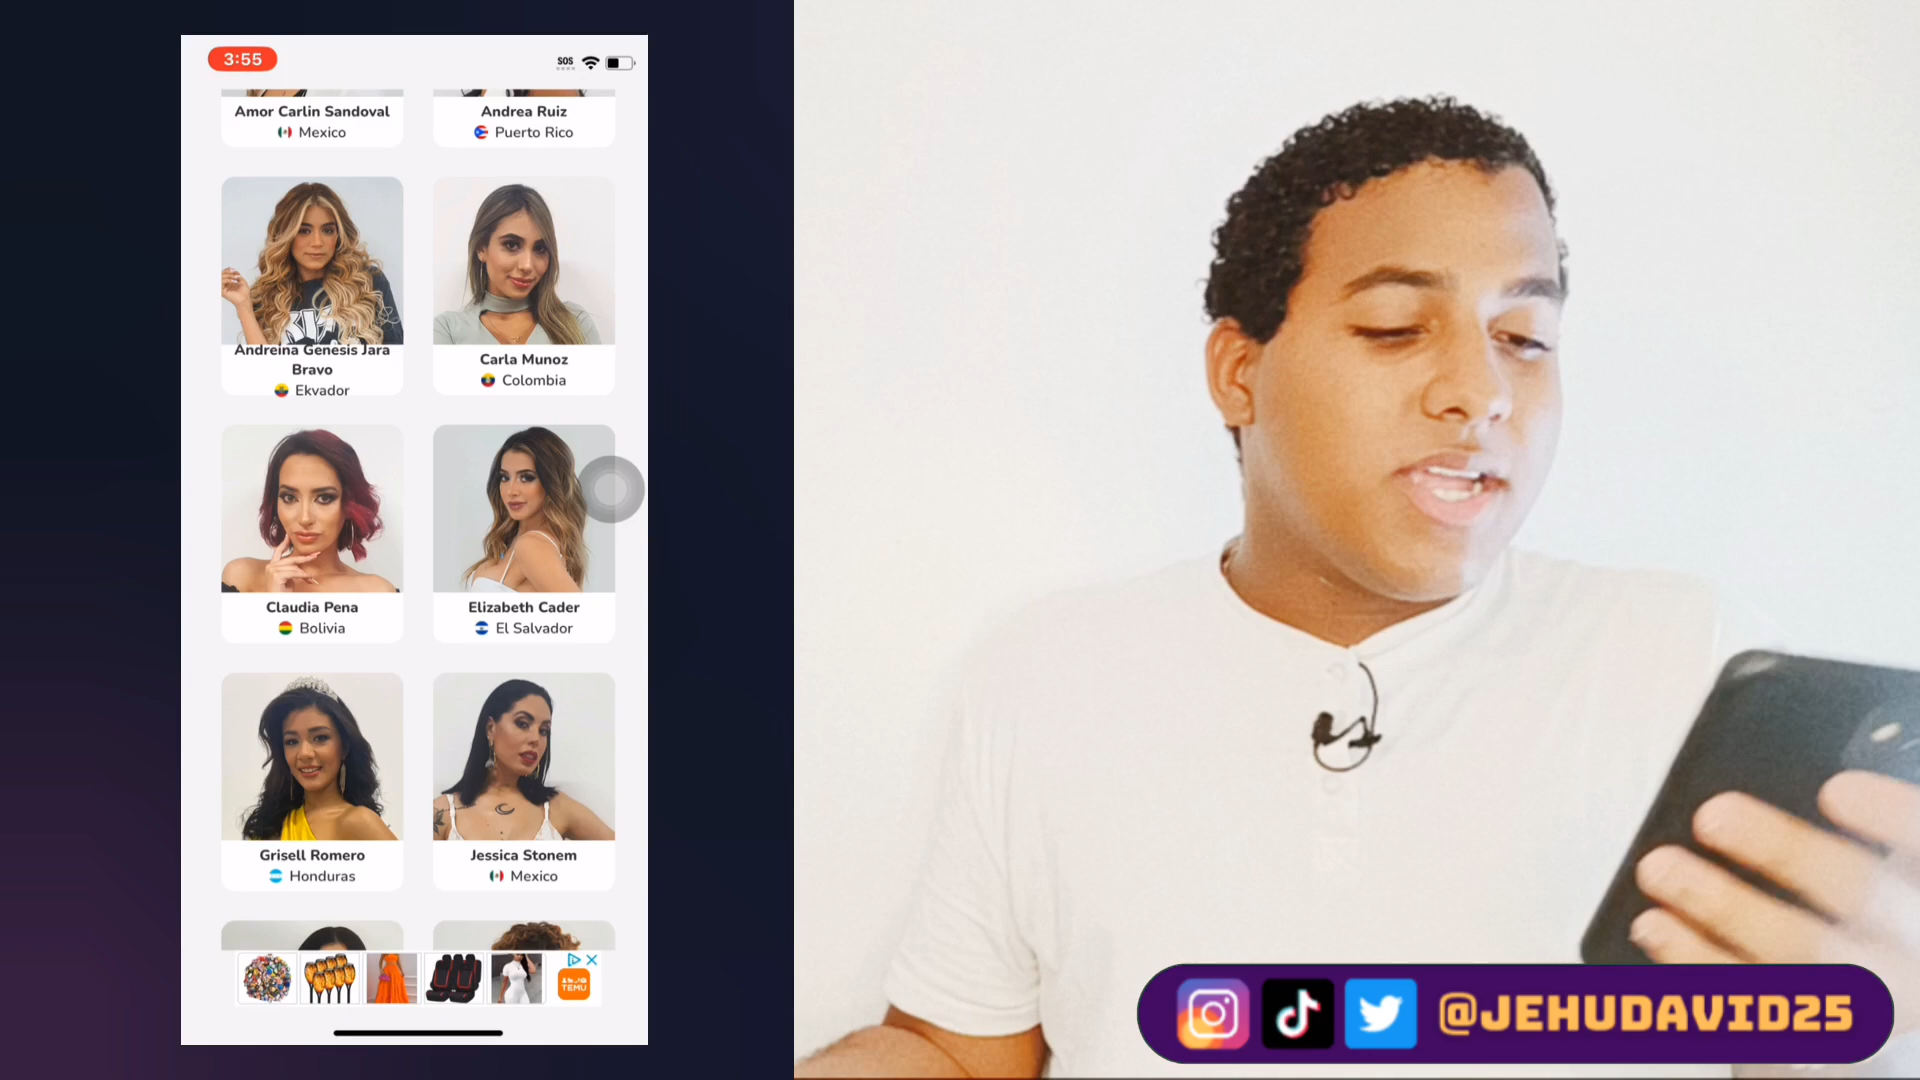 3:55
SOS
Amor Carlin Sandoval
Mexico
Andrea Ruiz
Puerto Rico
Andreina Genesis Jara
Bravo
Ekvador
Carla Munoz
Colombia
Claudia Pena
Bolivia
Elizabeth Cader
El Salvador
Grisell Romero
Honduras
Jessica Stonem
Mexico
TEMU
@JEHUDAVID25